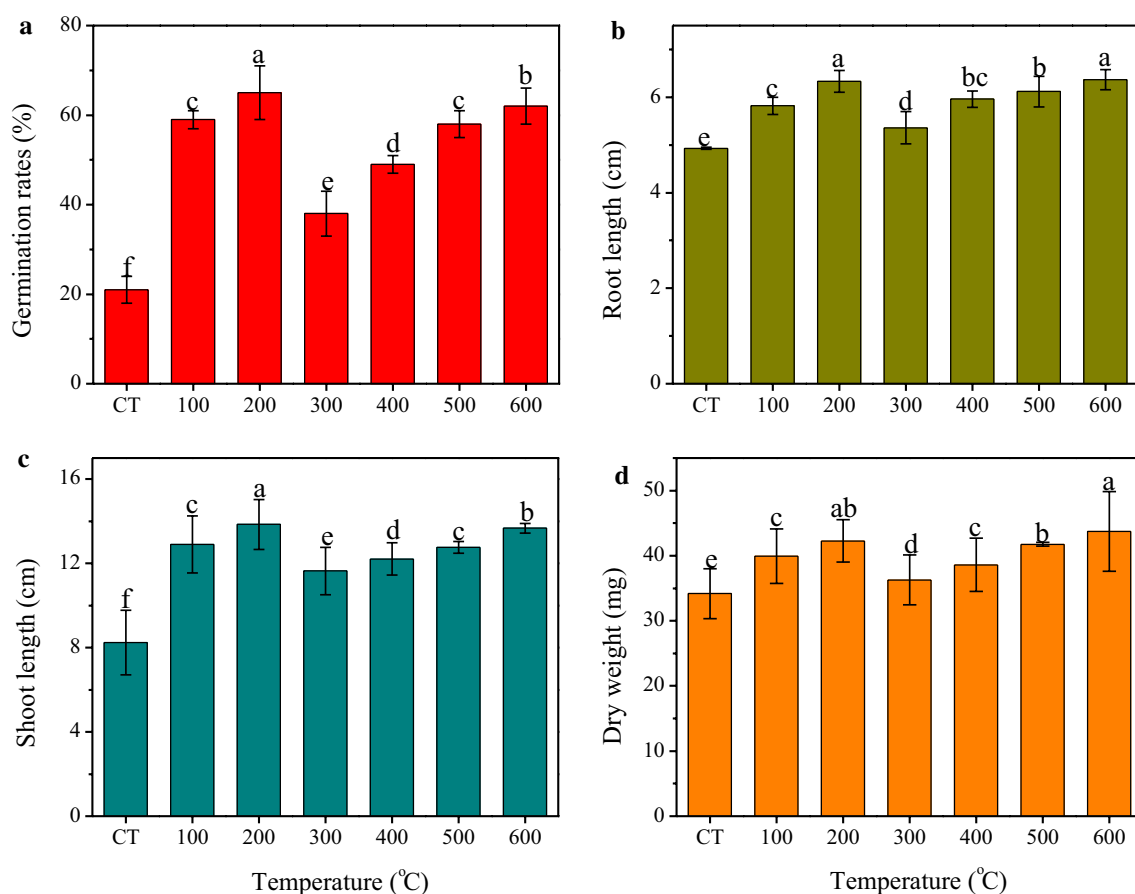 a
Germination rates (%)
80
60
40
20
0
f
c
a
e
d
c
b
CT 100 200 300 400 500 600
b
Root length (cm)
6
4
2
0
e
c
a
d
bc
b
a
CT 100 200 300 400 500 600
c
Shoot length (cm)
16
12
8
4
0
f
c
a
e
d
c
b
CT 100 200 300 400 500 600
Temperature (°C)
d
Dry weight (mg)
50
40
30
20
10
0
e
c
ab
d
c
b
a
CT 100 200 300 400 500 600
Temperature (°C)